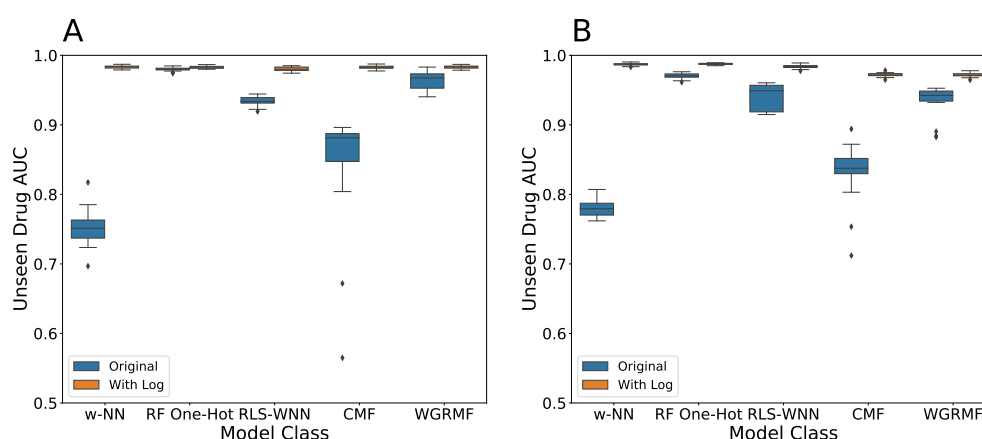 A
Unseen Drug AUC
1.0
0.9
0.8
0.7
0.6
0.5
Original
With Log
w-NN RF One-Hot RLS-WNN CMF WGRMF
Model Class
B
Unseen Drug AUC
1.0
0.9
0.8
0.7
0.6
0.5
Original
With Log
w-NN RF One-Hot RLS-WNN CMF WGRMF
Model Class